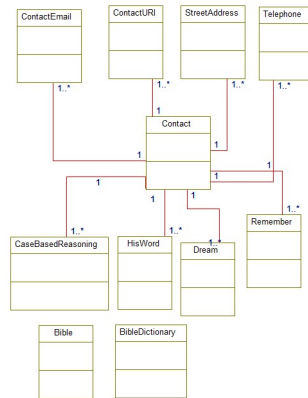 ContactEmail
ContactURI
StreetAddress
Telephone
1..*
1..*
1..*
1..*
1
Contact
1
1
1
1
1
1
1
1..*
1..*
1..*
1..*
CaseBasedReasoning
HisWord
Dream
Remember
Bible
BibleDictionary